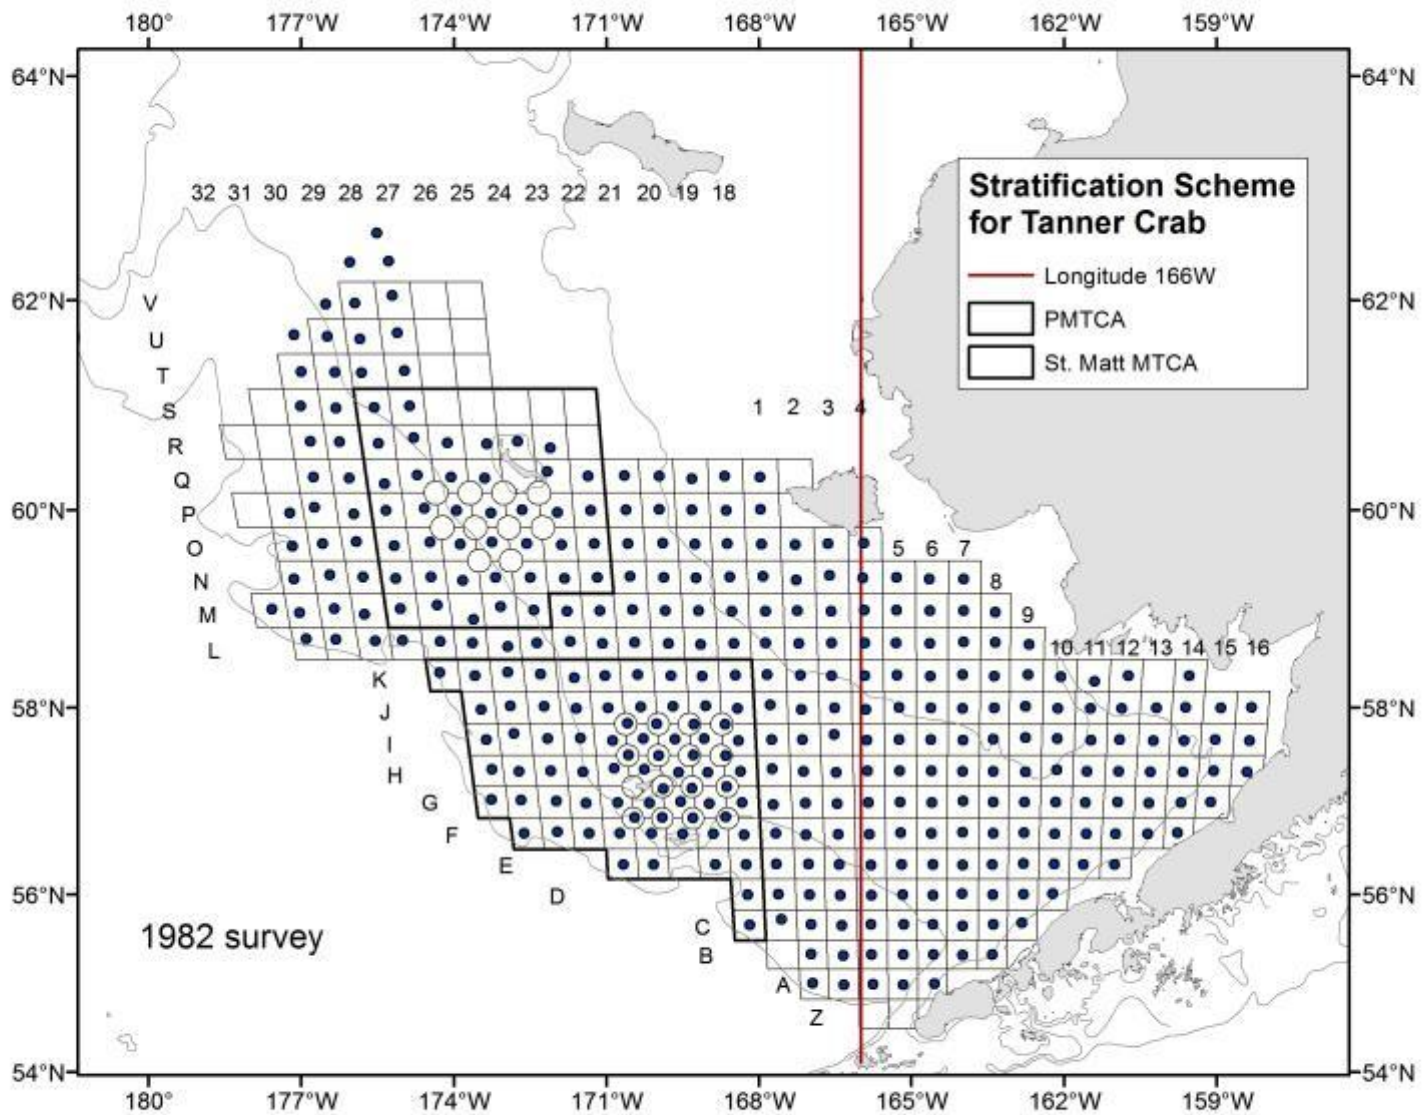 180° 177°W 174°W 171°W 168°W 165°W 162°W 159°W
64°N 64°N
Stratification Scheme
for Tanner Crab
32 31 30 29 28 27 26 25 24 23 22 21 20 19 18
Longitude 166W
62°N 62°N
V
PMTCA
U
St. Matt MTCA
T
S 1 2 3 4
R
Q
60°N 60°N
P
O 5 6 7
N 8
M 9
L 10 11 12 13 14 15 16
K
58°N 58°N
J
I
H
G
F
E
56°N 56°N
D
C
1982 survey
B
A
Z
54°N 54°N
180° 177°W 174°W 171°W 168°W 165°W 162°W 159°W